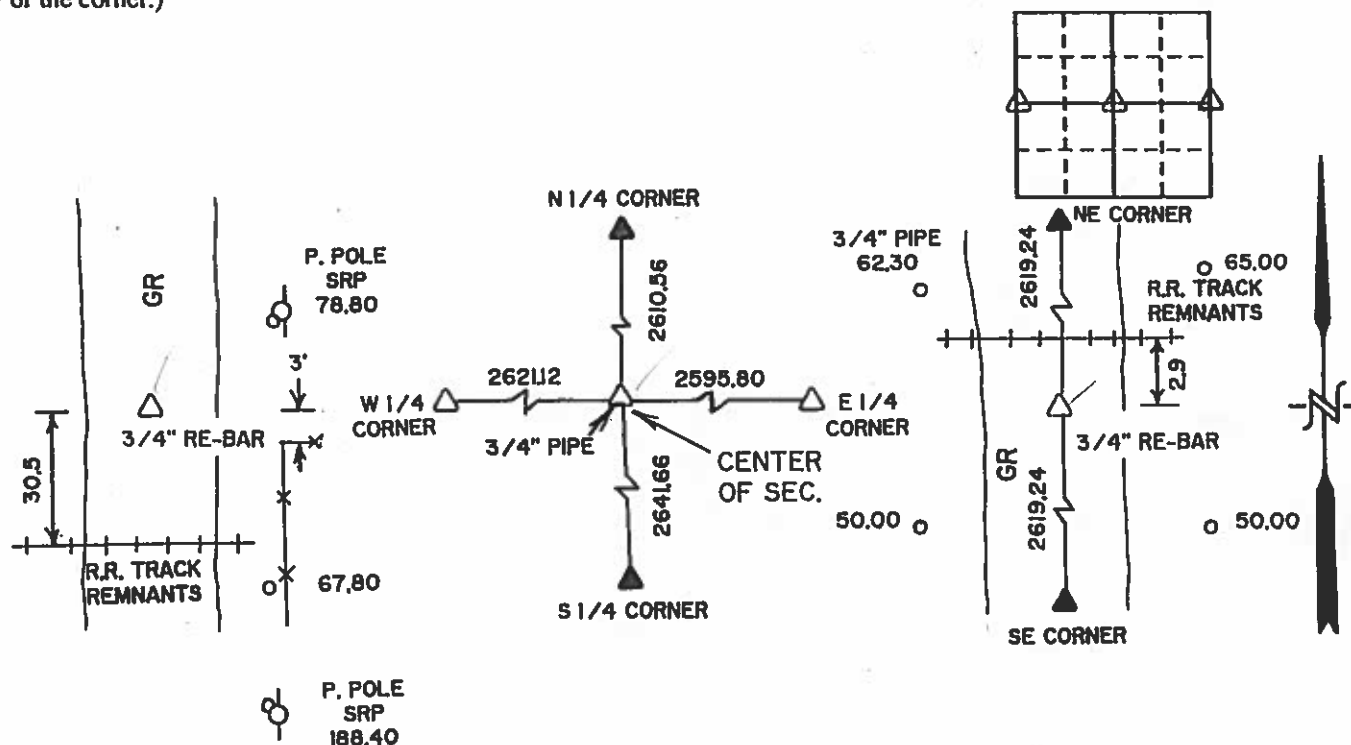 of the corner.)
N 1/4 CORNER
NE CORNER
P. POLE
SRP
78.80
GR
3'
3/4" RE-BAR
30.5
R.R. TRACK
REMNANTS
67.80
P. POLE
SRP
188.40
2610.56
W 1/4
CORNER
2621.12
2595.80
E 1/4
CORNER
3/4" PIPE
CENTER
OF SEC.
2641.66
S 1/4 CORNER
3/4" PIPE
62.30
2619.24
65.00
R.R. TRACK
REMNANTS
2.9
3/4" RE-BAR
GR
50.00
2619.24
50.00
SE CORNER